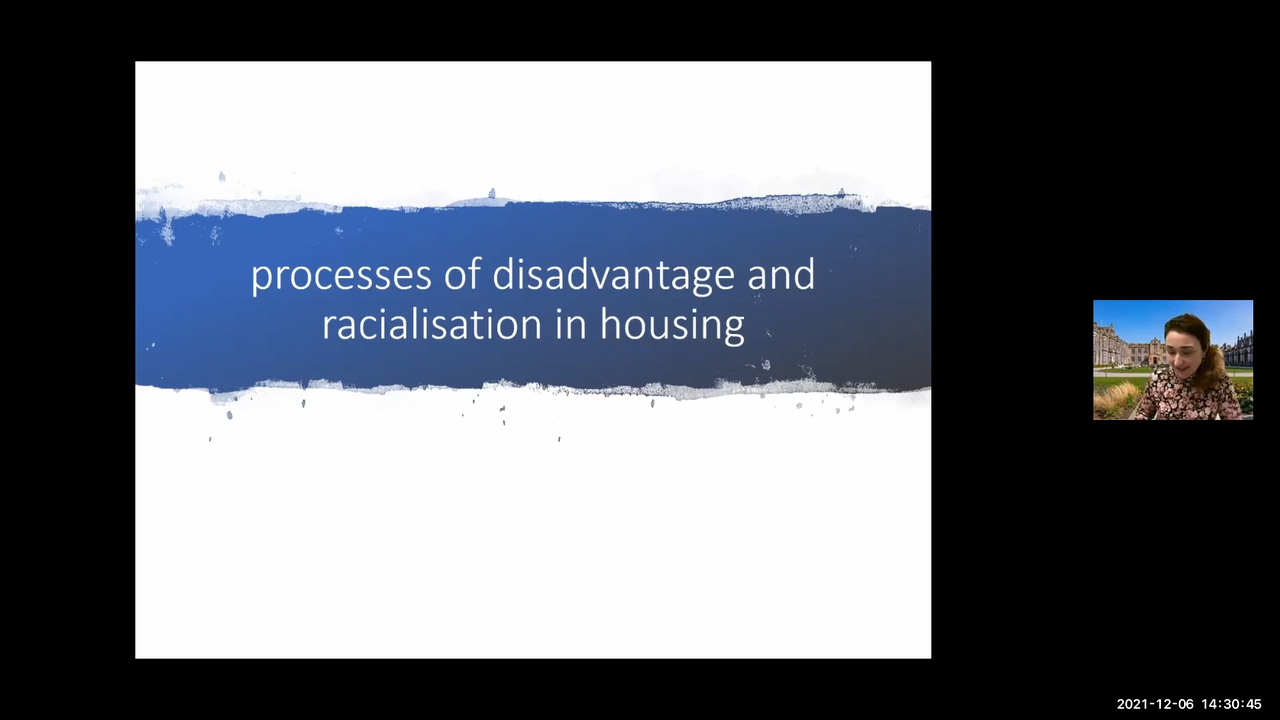 processes of disadvantage and
racialisation in housing
2021-12-06 14:30:45